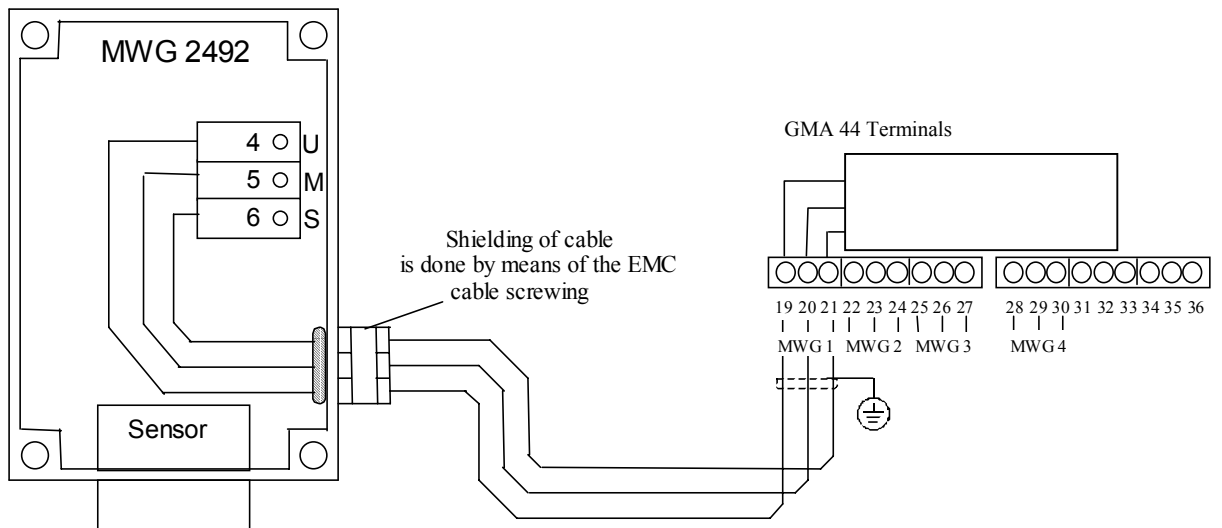 MWG 2492
4 U
5 M
6 S
Sensor
Shielding of cable
is done by means of the EMC
cable screwing
GMA 44 Terminals
19 20 21 22 23 24 25 26 27 28 29 30 31 32 33 34 35 36
MWG 1 MWG 2 MWG 3 MWG 4